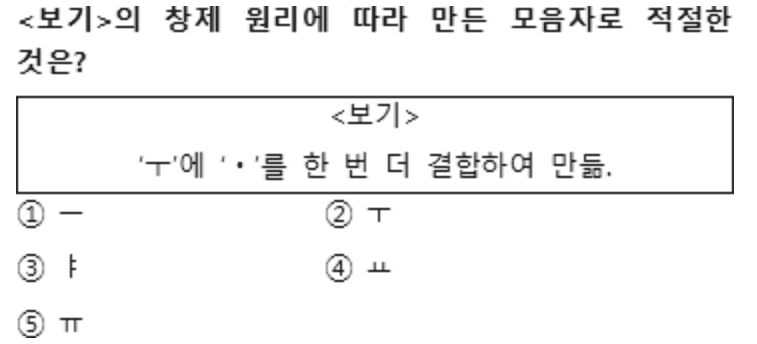 <보기>의 창제 원리에 따라 만든 모음자로 적절한
것은?
<보기>
‘ㅜ’에 ‘•’를 한 번 더 결합하여 만듦.
① ㅡ ② ㅜ
③ ㅑ ④ ㅛ
⑤ ㅠ